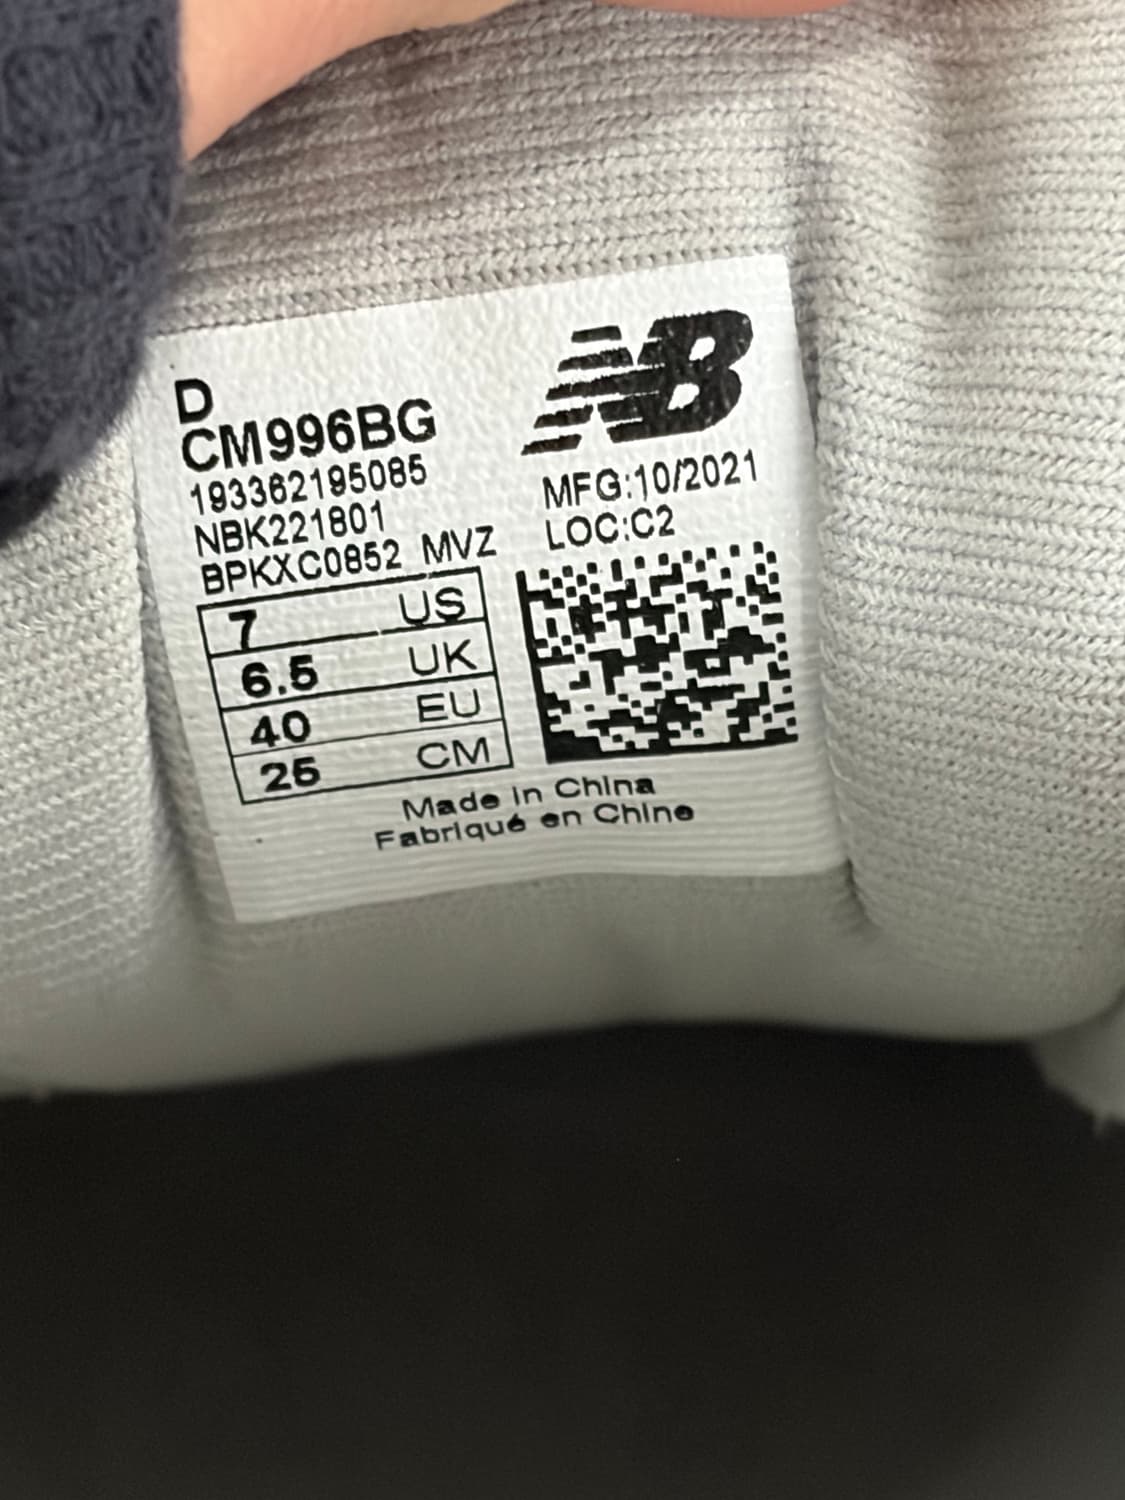 D
CM996BG
193362195085
NBK221801
BPKXC0852 MVZ
7 US
6.5 UK
40 EU
25 CM
NB
MFG:10/2021
LOC:C2
Made in China
Fabriqué en Chine